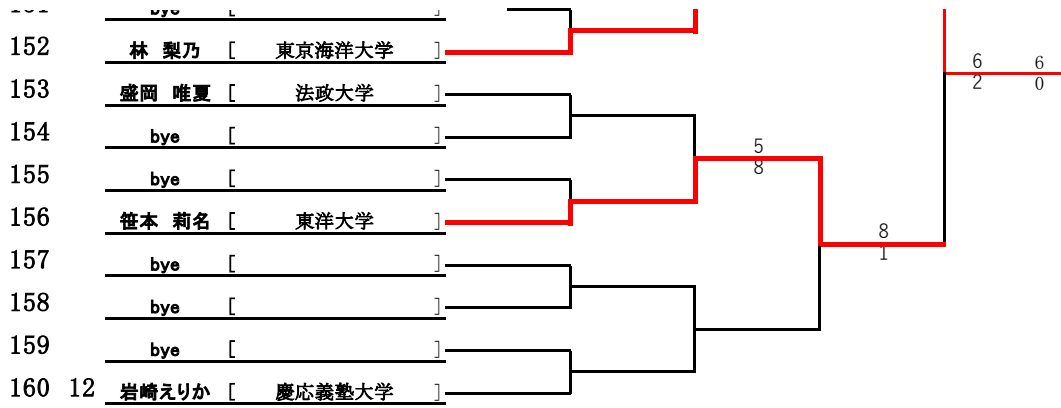 bye [ ]
152 林 梨乃 [ 東京海洋大学 ]
6 6
2 0
153 盛岡 唯夏 [ 法政大学 ]
154 bye [ ]
5
8
155 bye [ ]
156 笹本 莉名 [ 東洋大学 ]
8
1
157 bye [ ]
158 bye [ ]
159 bye [ ]
160 12 岩崎えりか [ 慶応義塾大学 ]